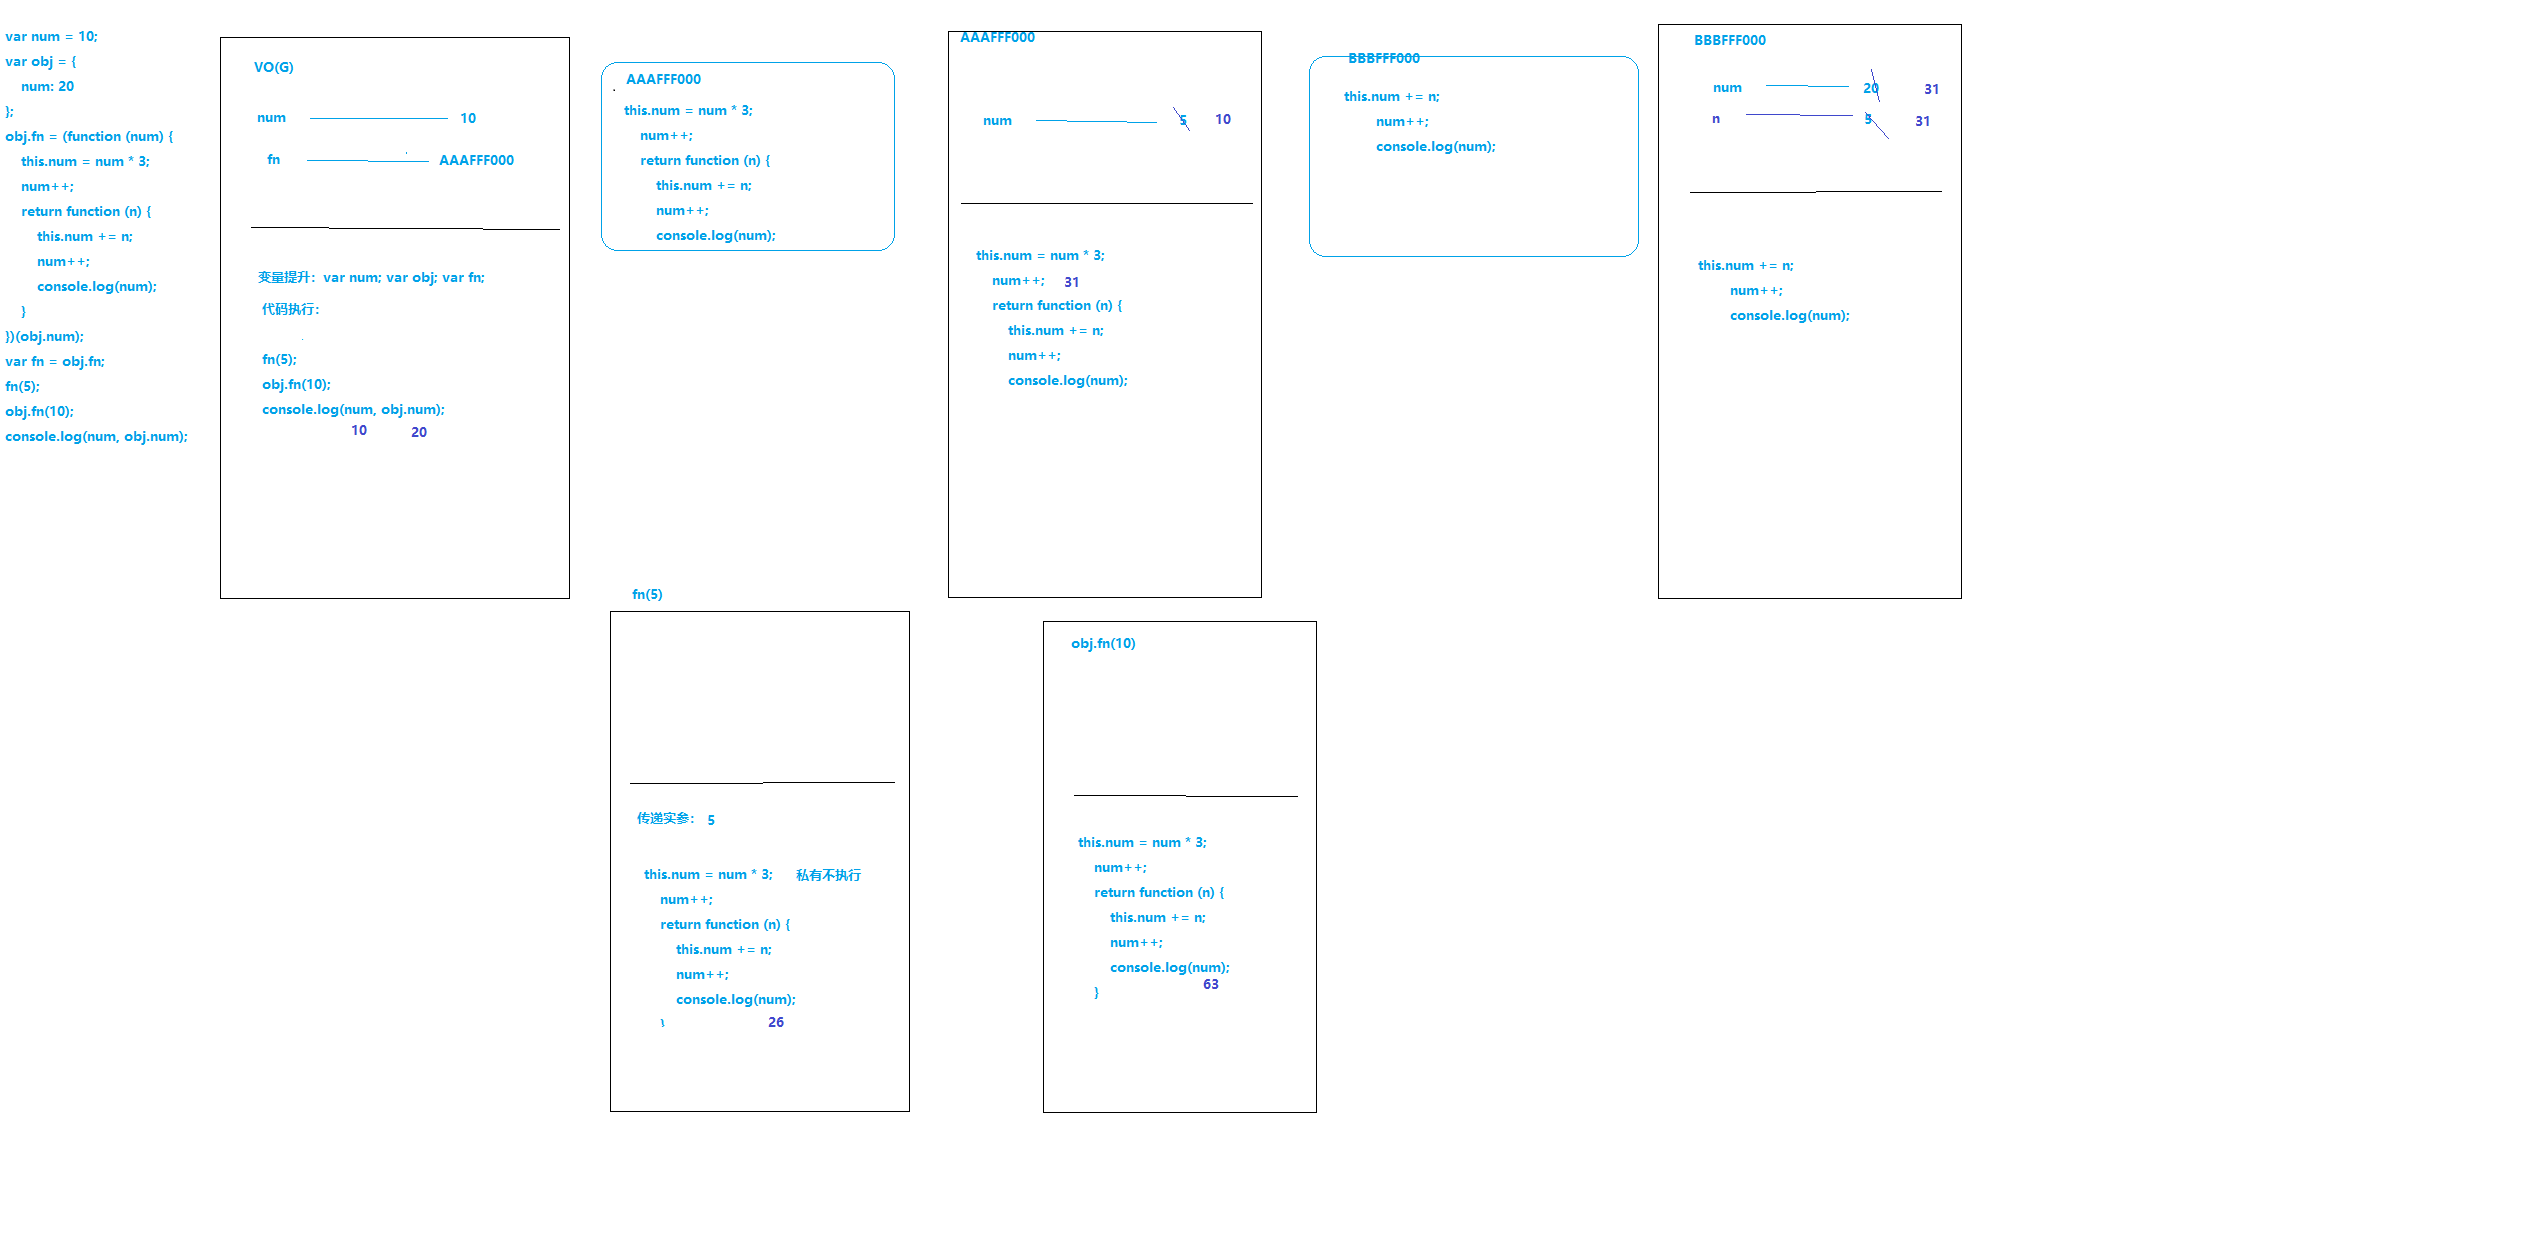 var num = 10;
var obj = {
num: 20
};
obj.fn = (function (num) {
this.num = num * 3;
num++;
return function (n) {
this.num += n;
num++;
console.log(num);
}
})(obj.num);
var fn = obj.fn;
fn(5);
obj.fn(10);
console.log(num, obj.num);
VO(G)
num 10
fn AAAFFF000
变量提升：var num; var obj; var fn;
代码执行：
fn(5);
obj.fn(10);
console.log(num, obj.num);
10 20
AAAFFF000
this.num = num * 3;
num++;
return function (n) {
this.num += n;
num++;
console.log(num);
AAAFFF000
num 5 10
this.num = num * 3;
num++; 31
return function (n) {
this.num += n;
num++;
console.log(num);
BBBFFF000
this.num += n;
num++;
console.log(num);
BBBFFF000
num 20 31
n 5 31
this.num += n;
num++;
console.log(num);
fn(5)
传递实参： 5
this.num = num * 3; 私有不执行
num++;
return function (n) {
this.num += n;
num++;
console.log(num);
}
26
obj.fn(10)
this.num = num * 3;
num++;
return function (n) {
this.num += n;
num++;
console.log(num);
63
}